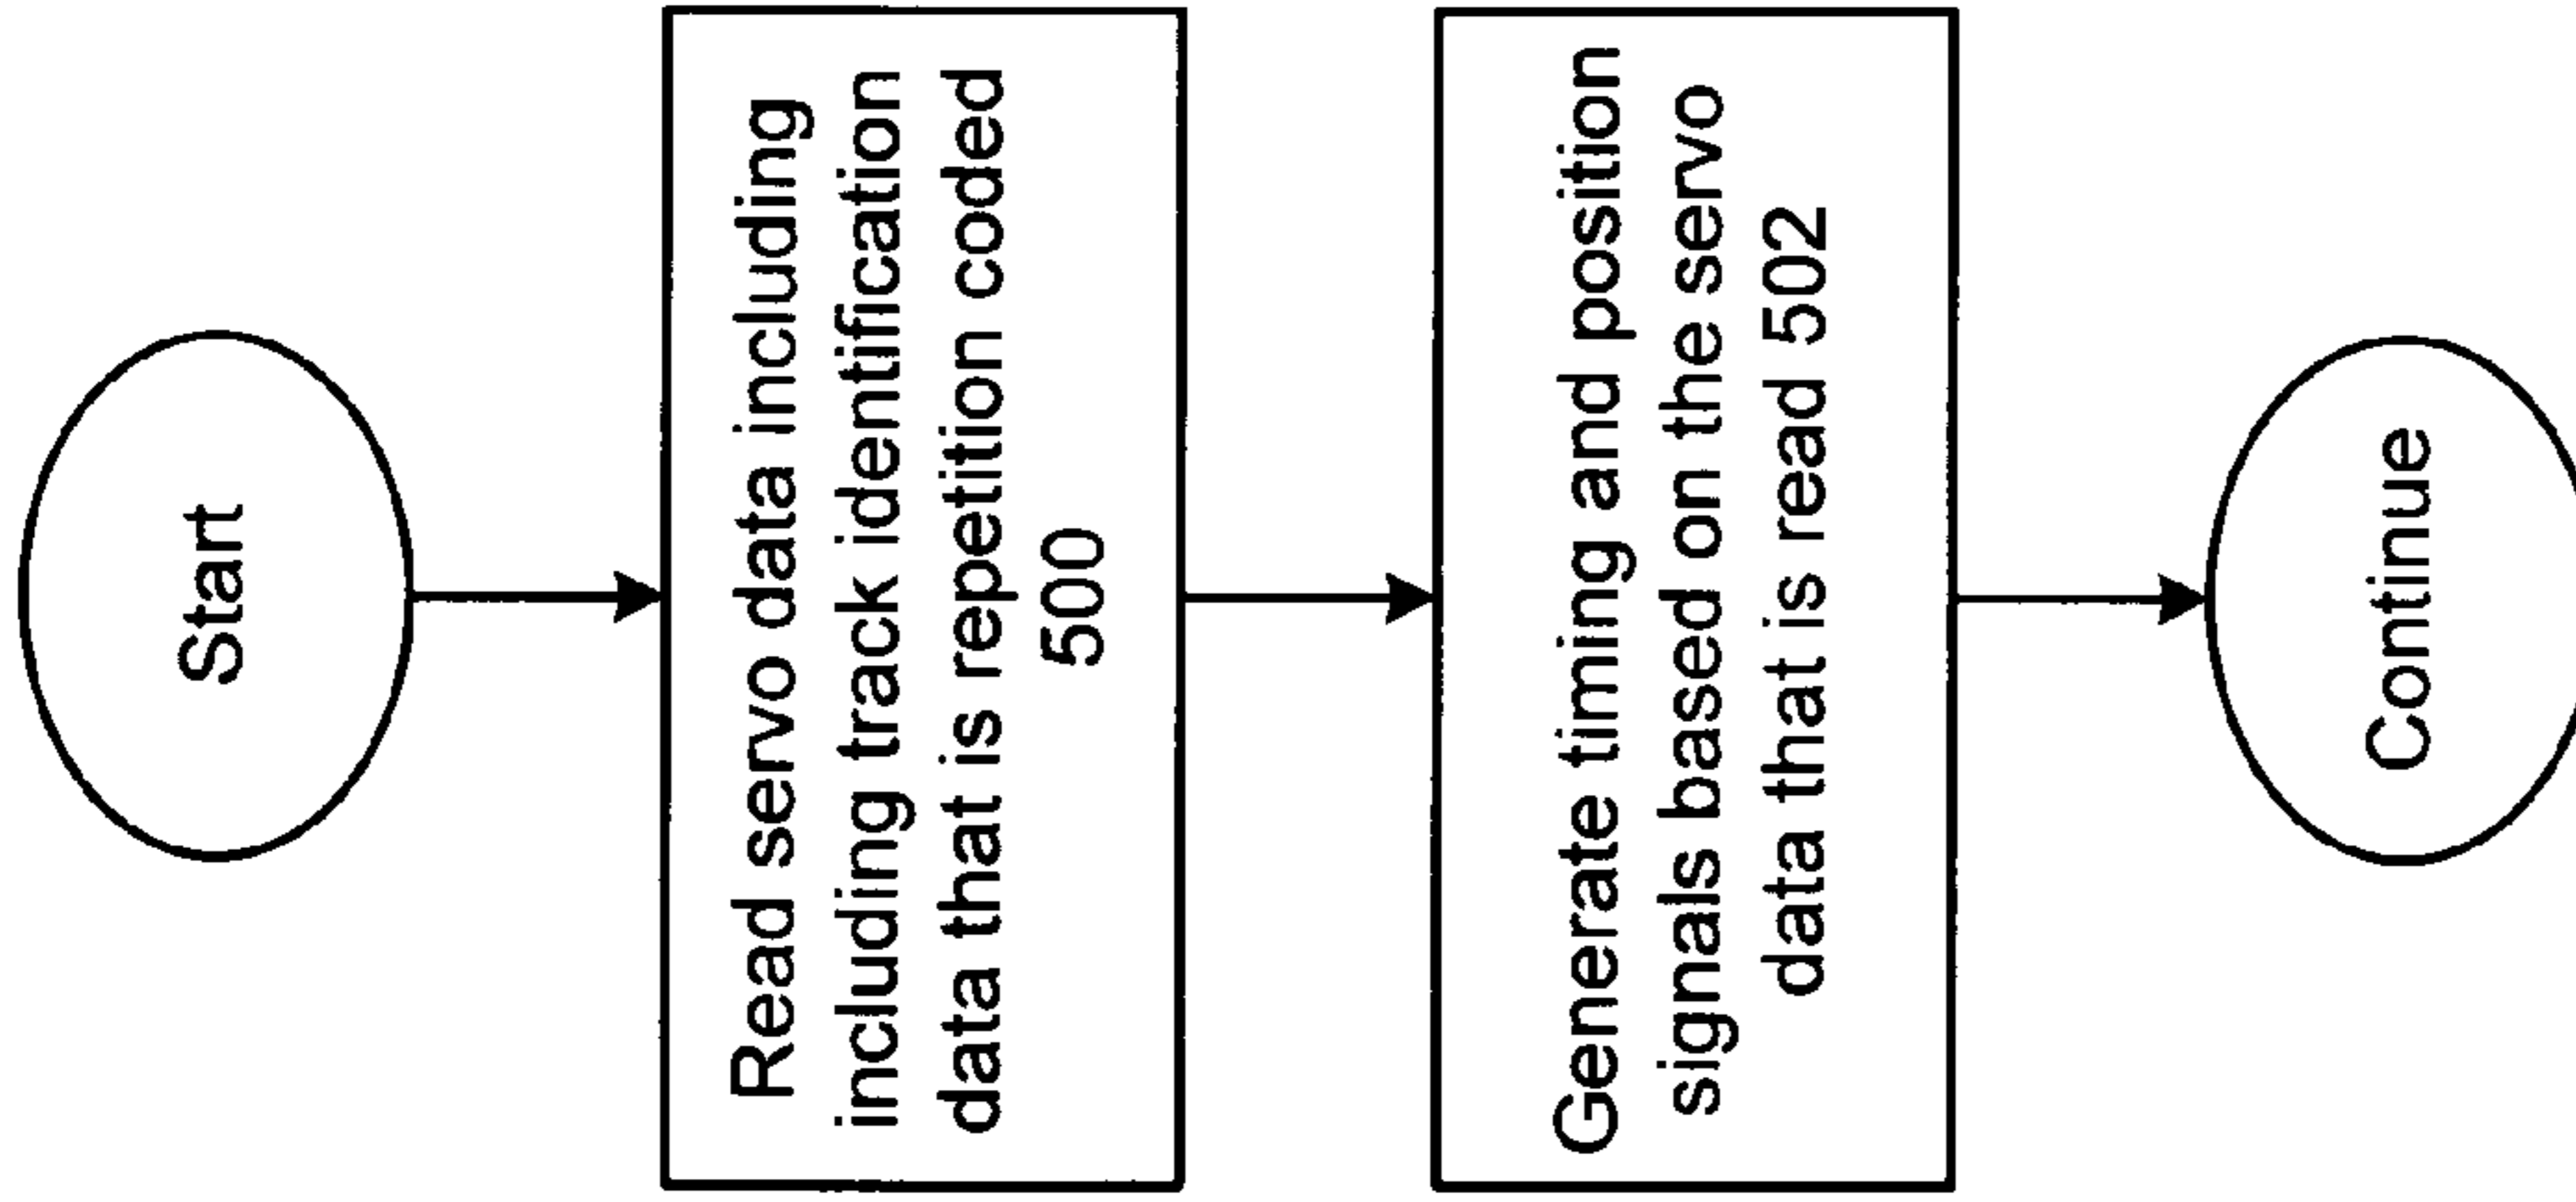 Start
Read servo data including
including track identification
data that is repetition coded
500
Generate timing and position
signals based on the servo
data that is read 502
Continue